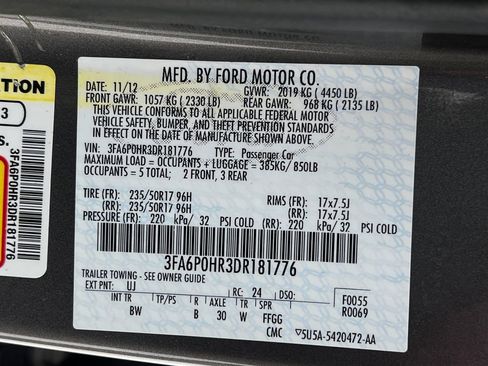 MFD. BY FORD MOTOR CO.
DATE: 11/12 GVWR: 2019 KG ( 4450 LB)
FRONT GAWR: 1057 KG ( 2330 LB) REAR GAWR: 968 KG ( 2135 LB)
THIS VEHICLE CONFORMS TO ALL APPLICABLE FEDERAL MOTOR
VEHICLE SAFETY, BUMPER, AND THEFT PREVENTION STANDARDS
IN EFFECT ON THE DATE OF MANUFACTURE SHOWN ABOVE.
VIN: 3FA6P0HR3DR181776 TYPE: Passenger Car
MAXIMUM LOAD = OCCUPANTS + LUGGAGE = 385KG/ 850LB
OCCUPANTS = 5 TOTAL; 2 FRONT, 3 REAR
TIRE (FR): 235/50R17 96H RIMS (FR): 17x7.5J
(RR): 235/50R17 96H (RR): 17x7.5J
PRESSURE (FR): 220 kPa/ 32 PSI COLD
(RR): 220 kPa/ 32 PSI COLD
3FA6P0HR3DR181776
TRAILER TOWING - SEE OWNER GUIDE
EXT PNT: UJ RC: 24 DSO: F0055
INT TR TP/PS R AXLE TR SPR R0069
BW B 30 W FFGG
CMC SU5A-5420472-AA
TION
3
3FA6P0HR3DR181776